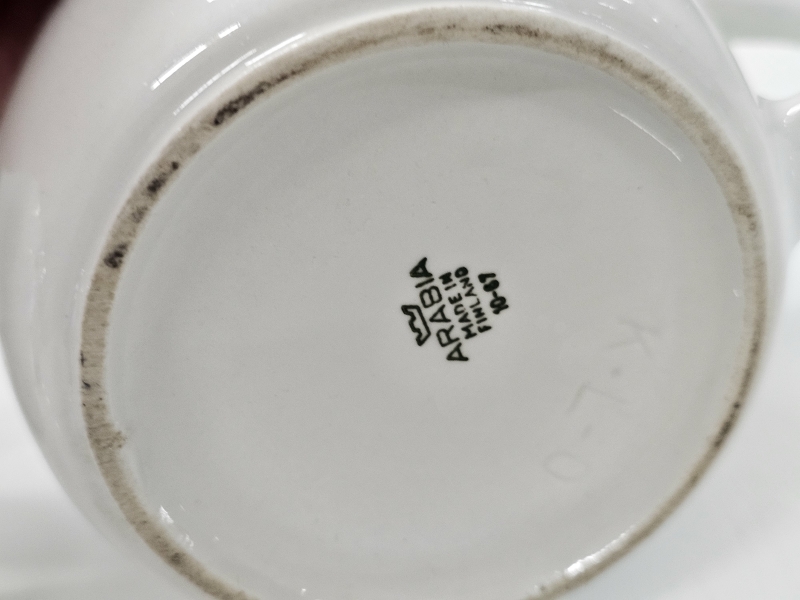 ARABIA
MADE IN
FINLAND
10-67
K·L-O